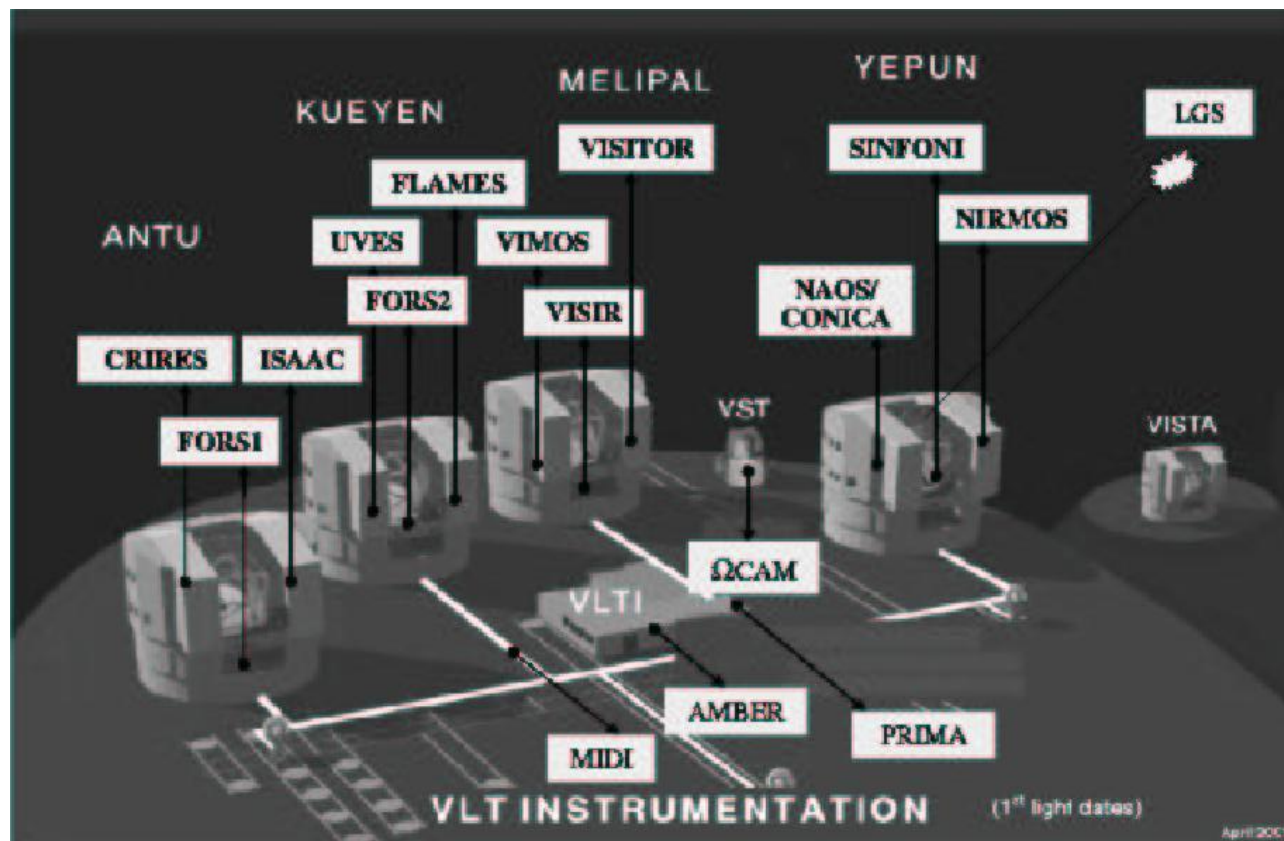 YEPUN
MELIPAL
KUEYEN
LGS
VISITOR
SINFONI
FLAMES
NIRMOS
ANTU
UVES
VIMOS
NAOS/
CONICA
FORS2
VISIR
CRIRES
ISAAC
VST
VISTA
FORS1
ΩCAM
VLTI
AMBER
PRIMA
MIDI
VLT INSTRUMENTATION
(1st light dates)
April